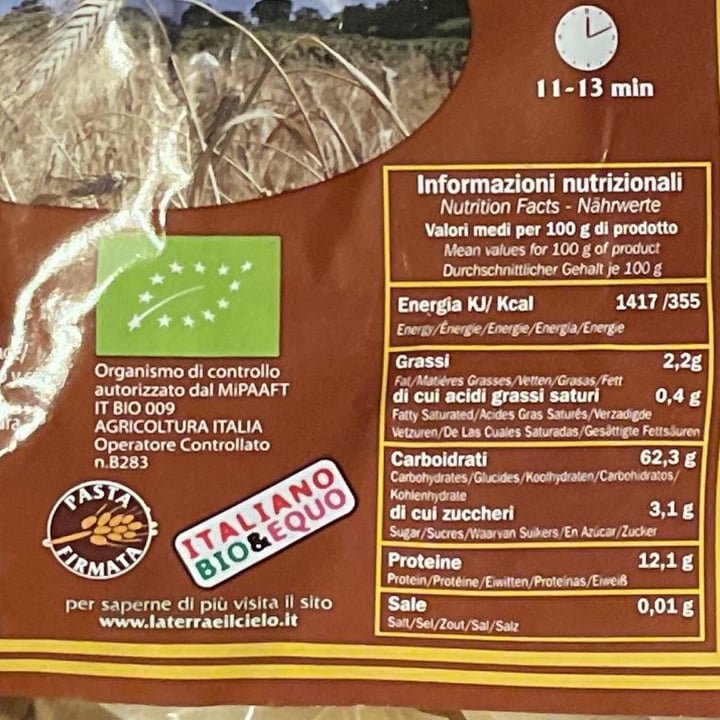 11-13 min
Informazioni nutrizionali
Nutrition Facts - Nährwerte
Valori medi per 100 g di prodotto
Mean values for 100 g of product
Durchschnittlicher Gehalt je 100 g
Energia KJ/ Kcal 1417 /355
Energy/Énergie/Energie/Energia/Energie
Grassi 2,2g
Fat/Matières Grasses/Vetten/Grasas/Fett
di cui acidi grassi saturi 0,4 g
Fatty Saturated/Acides Gras Saturés/Verzadigde
Vetzuren/De Las Cuales Saturadas/Gesättigte Fettsäuren
Carboidrati 62,3 g
Carbohydrates/Glucides/Koolhydraten/Carbohidratos/
Kohlenhydrate
di cui zuccheri 3,1 g
Sugar/Sucres/Waarvan Suikers/En Azúcar/Zucker
Proteine 12,1 g
Protein/Protéine/Eiwitten/Proteínas/Eiweiß
Sale 0,01 g
Salt/Sel/Zout/Sal/Salz
Organismo di controllo
autorizzato dal MiPAAFT
IT BIO 009
AGRICOLTURA ITALIA
Operatore Controllato
n.B283
PASTA
FIRMATA
ITALIANO
BIO&EQUO
per saperne di più visita il sito
www.laterraeilcielo.it